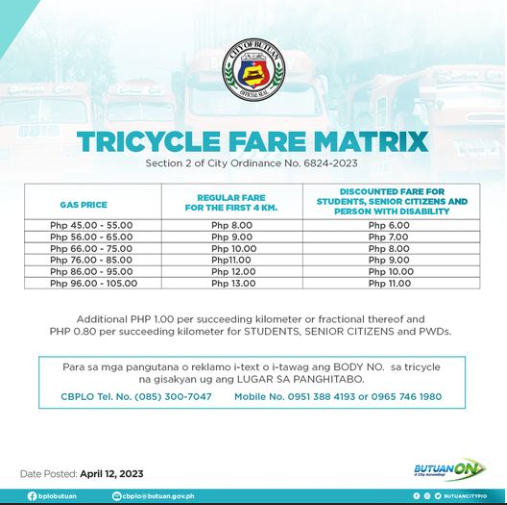 CITY OF BUTUAN
OFFICIAL SEAL
TRICYCLE FARE MATRIX
Section 2 of City Ordinance No. 6824-2023
GAS PRICE REGULAR FARE FOR THE FIRST 4 KM. DISCOUNTED FARE FOR STUDENTS, SENIOR CITIZENS AND PERSON WITH DISABILITY
Php 45.00 - 55.00 Php 8.00 Php 6.00
Php 56.00 - 65.00 Php 9.00 Php 7.00
Php 66.00 - 75.00 Php 10.00 Php 8.00
Php 76.00 - 85.00 Php11.00 Php 9.00
Php 86.00 - 95.00 Php 12.00 Php 10.00
Php 96.00 - 105.00 Php 13.00 Php 11.00
Additional PHP 1.00 per succeeding kilometer or fractional thereof and
PHP 0.80 per succeeding kilometer for STUDENTS, SENIOR CITIZENS and PWDs.
Para sa mga pangutana o reklamo i-text o i-tawag ang BODY NO. sa tricycle
na gisakyan ug ang LUGAR SA PANGHITABO.
CBPLO Tel. No. (085) 300-7047 Mobile No. 0951 388 4193 or 0965 746 1980
Date Posted: April 12, 2023
BUTUAN ON
bplobutuan cbplo@butuan.gov.ph BUTUANCITYPIO